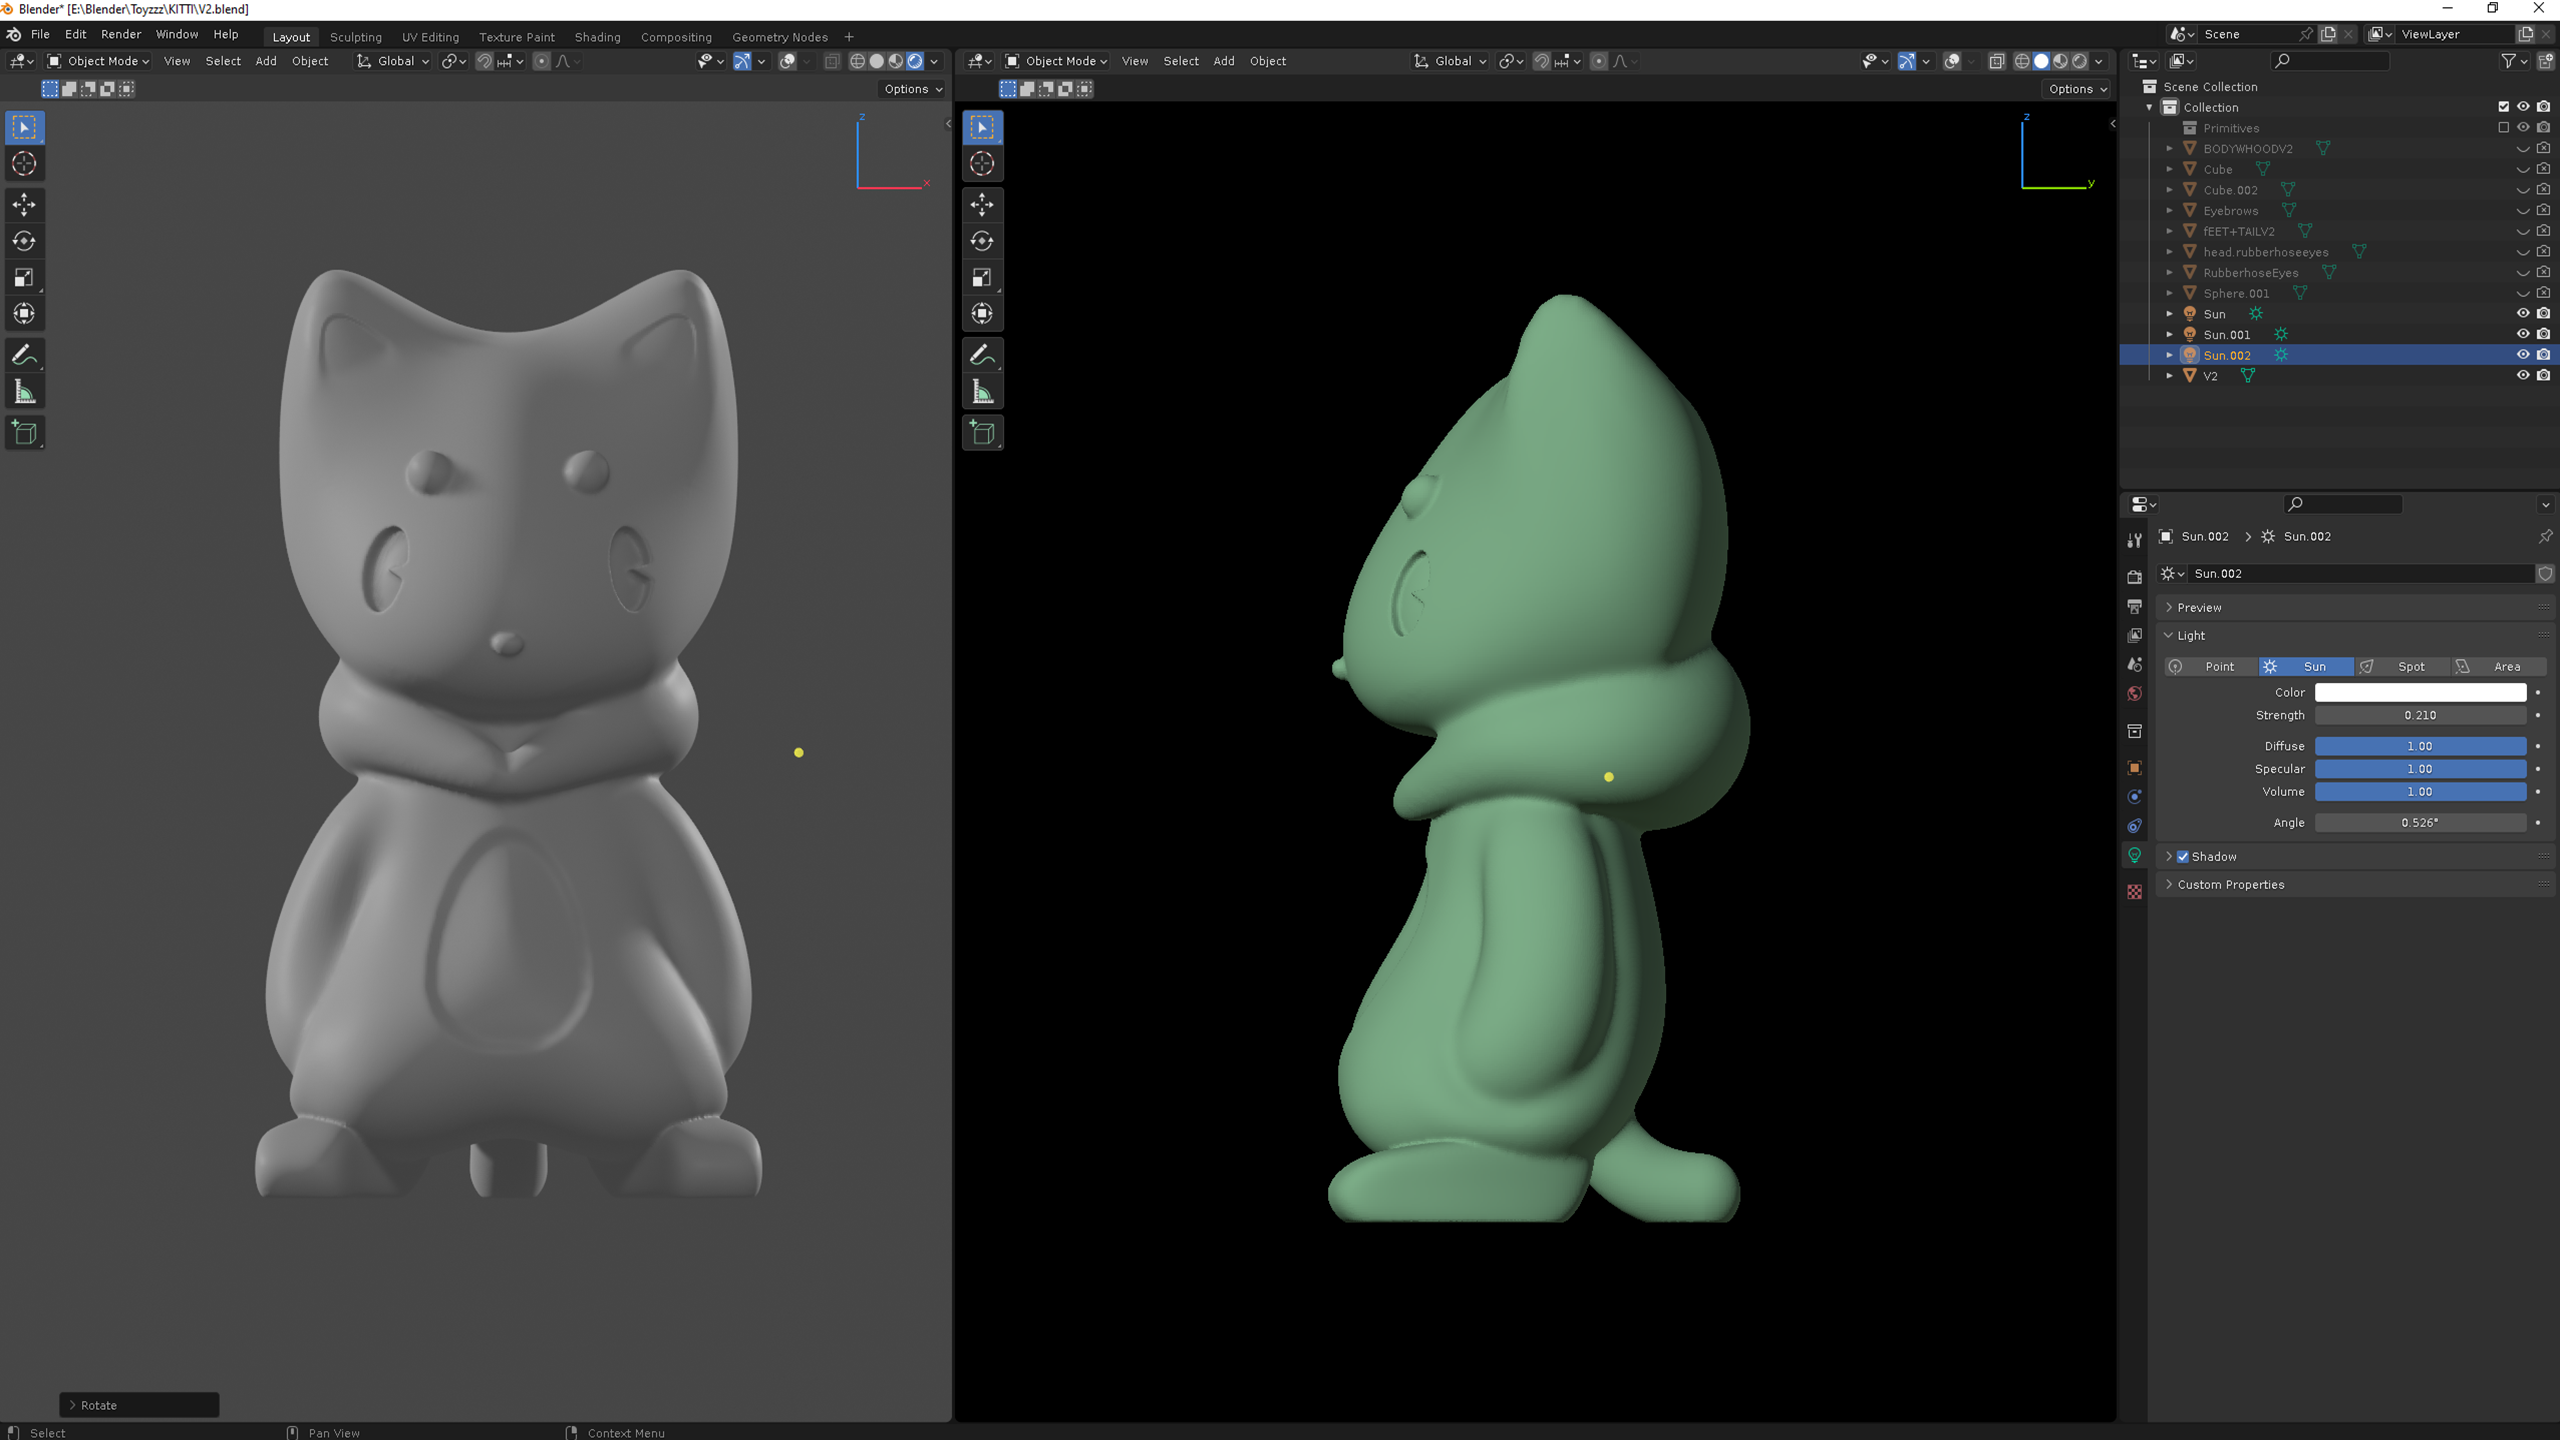 Blender* [E:\Blender\Toyzzz\KITTI\V2.blend]
File Edit Render Window Help Layout Sculpting UV Editing Texture Paint Shading Compositing Geometry Nodes + Scene ViewLayer
Object Mode View Select Add Object Global
Object Mode View Select Add Object Global
Options
Options
z
x
z
y
Scene Collection
Collection
Primitives
BODYWHOODV2
Cube
Cube.002
Eyebrows
fEET+TAILV2
head.rubberhoseeyes
RubberhoseEyes
Sphere.001
Sun
Sun.001
Sun.002
V2
Sun.002 > Sun.002
Sun.002
Preview
Light
Point Sun Spot Area
Color
Strength 0.210
Diffuse 1.00
Specular 1.00
Volume 1.00
Angle 0.526°
Shadow
Custom Properties
Rotate
Select Pan View Context Menu